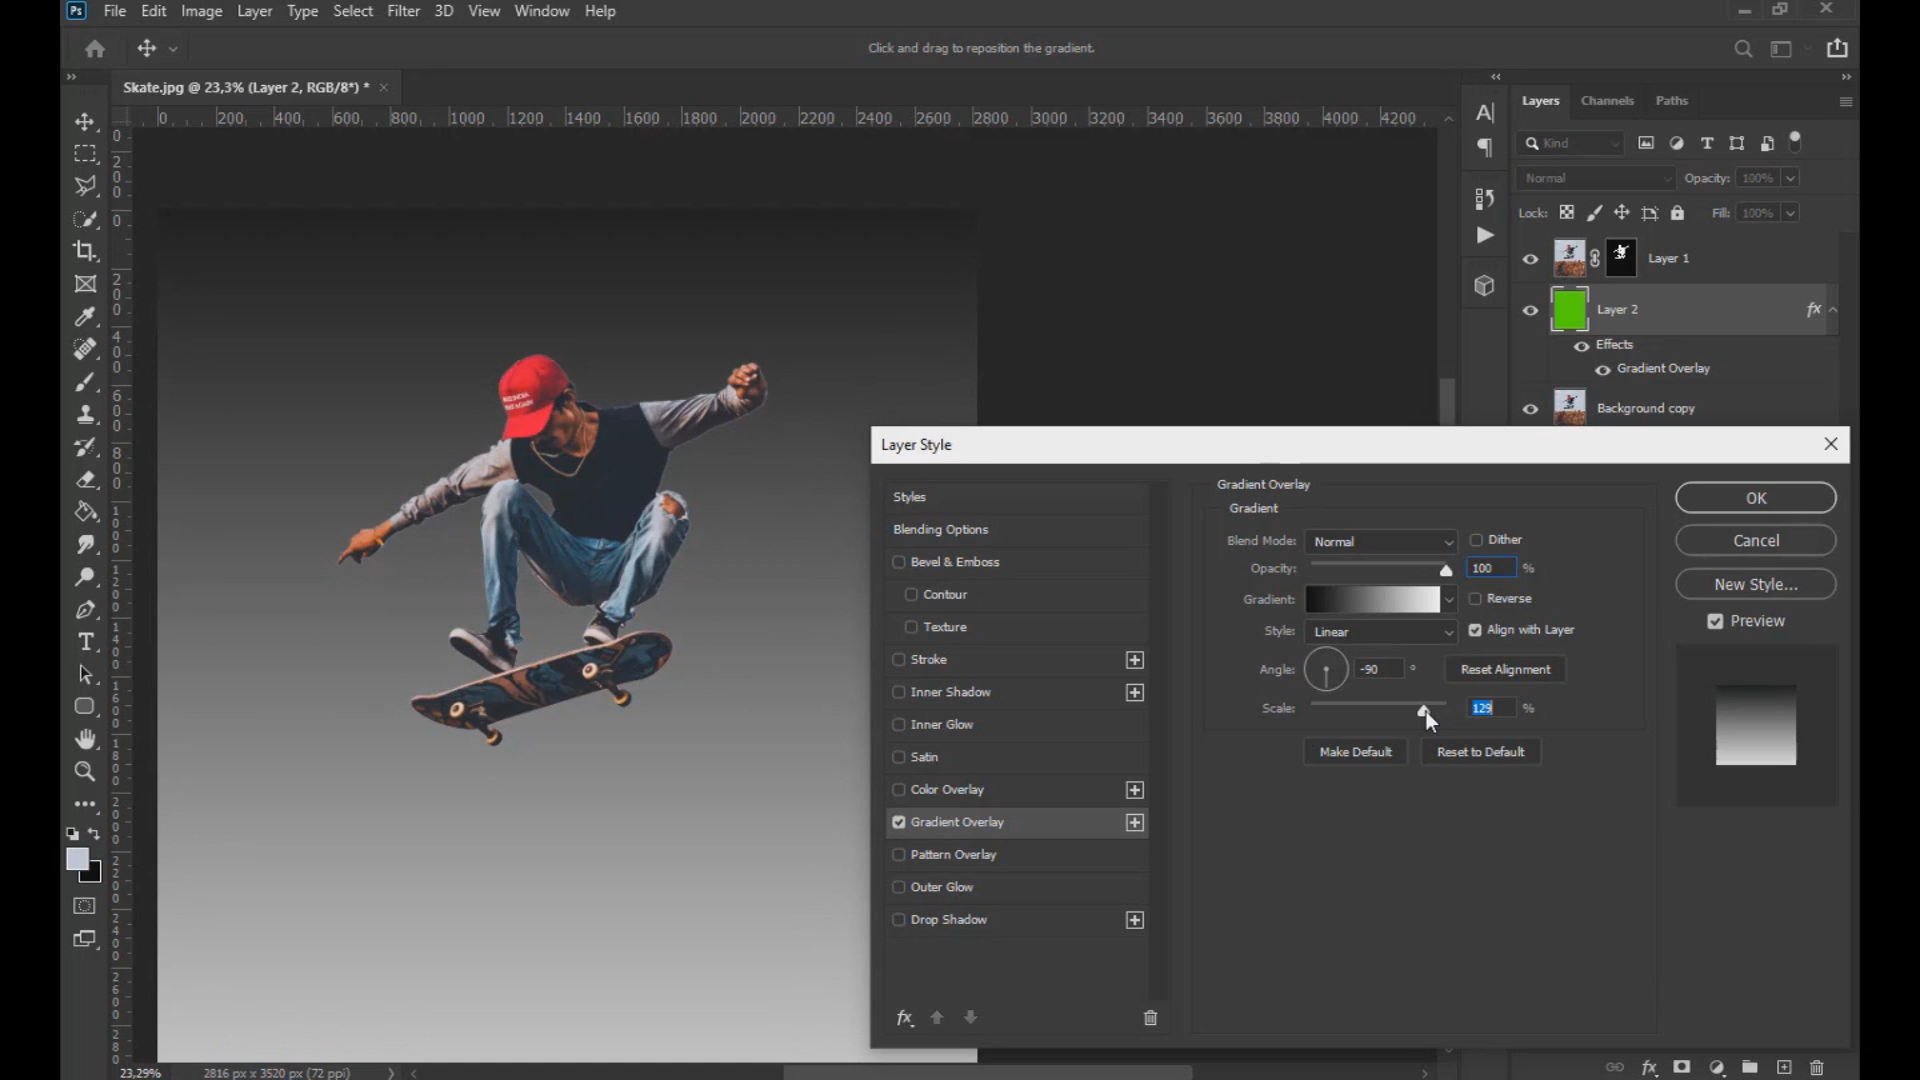 Ps File Edit Image Layer Type Select Filter 3D View Window Help
Click and drag to reposition the gradient.
Skate.jpg @ 23,3% (Layer 2, RGB/8*) *
0 200 400 600 800 1000 1200 1400 1600 1800 2000 2200 2400 2600 2800 3000 3200 3400 3600 3800 4000 4200
Layers Channels Paths
Kind
Normal Opacity: 100%
Lock: Fill: 100%
Layer 1
Layer 2 fx
Effects
Gradient Overlay
Background copy
Layer Style
Styles
Blending Options
Bevel & Emboss
Contour
Texture
Stroke
Inner Shadow
Inner Glow
Satin
Color Overlay
Gradient Overlay
Pattern Overlay
Outer Glow
Drop Shadow
fx
Gradient Overlay
Gradient
Blend Mode: Normal Dither
Opacity: 100 %
Gradient: Reverse
Style: Linear Align with Layer
Angle: -90 ° Reset Alignment
Scale: 129 %
Make Default Reset to Default
OK
Cancel
New Style...
Preview
23,29% 2816 px x 3520 px (72 ppi)
fx